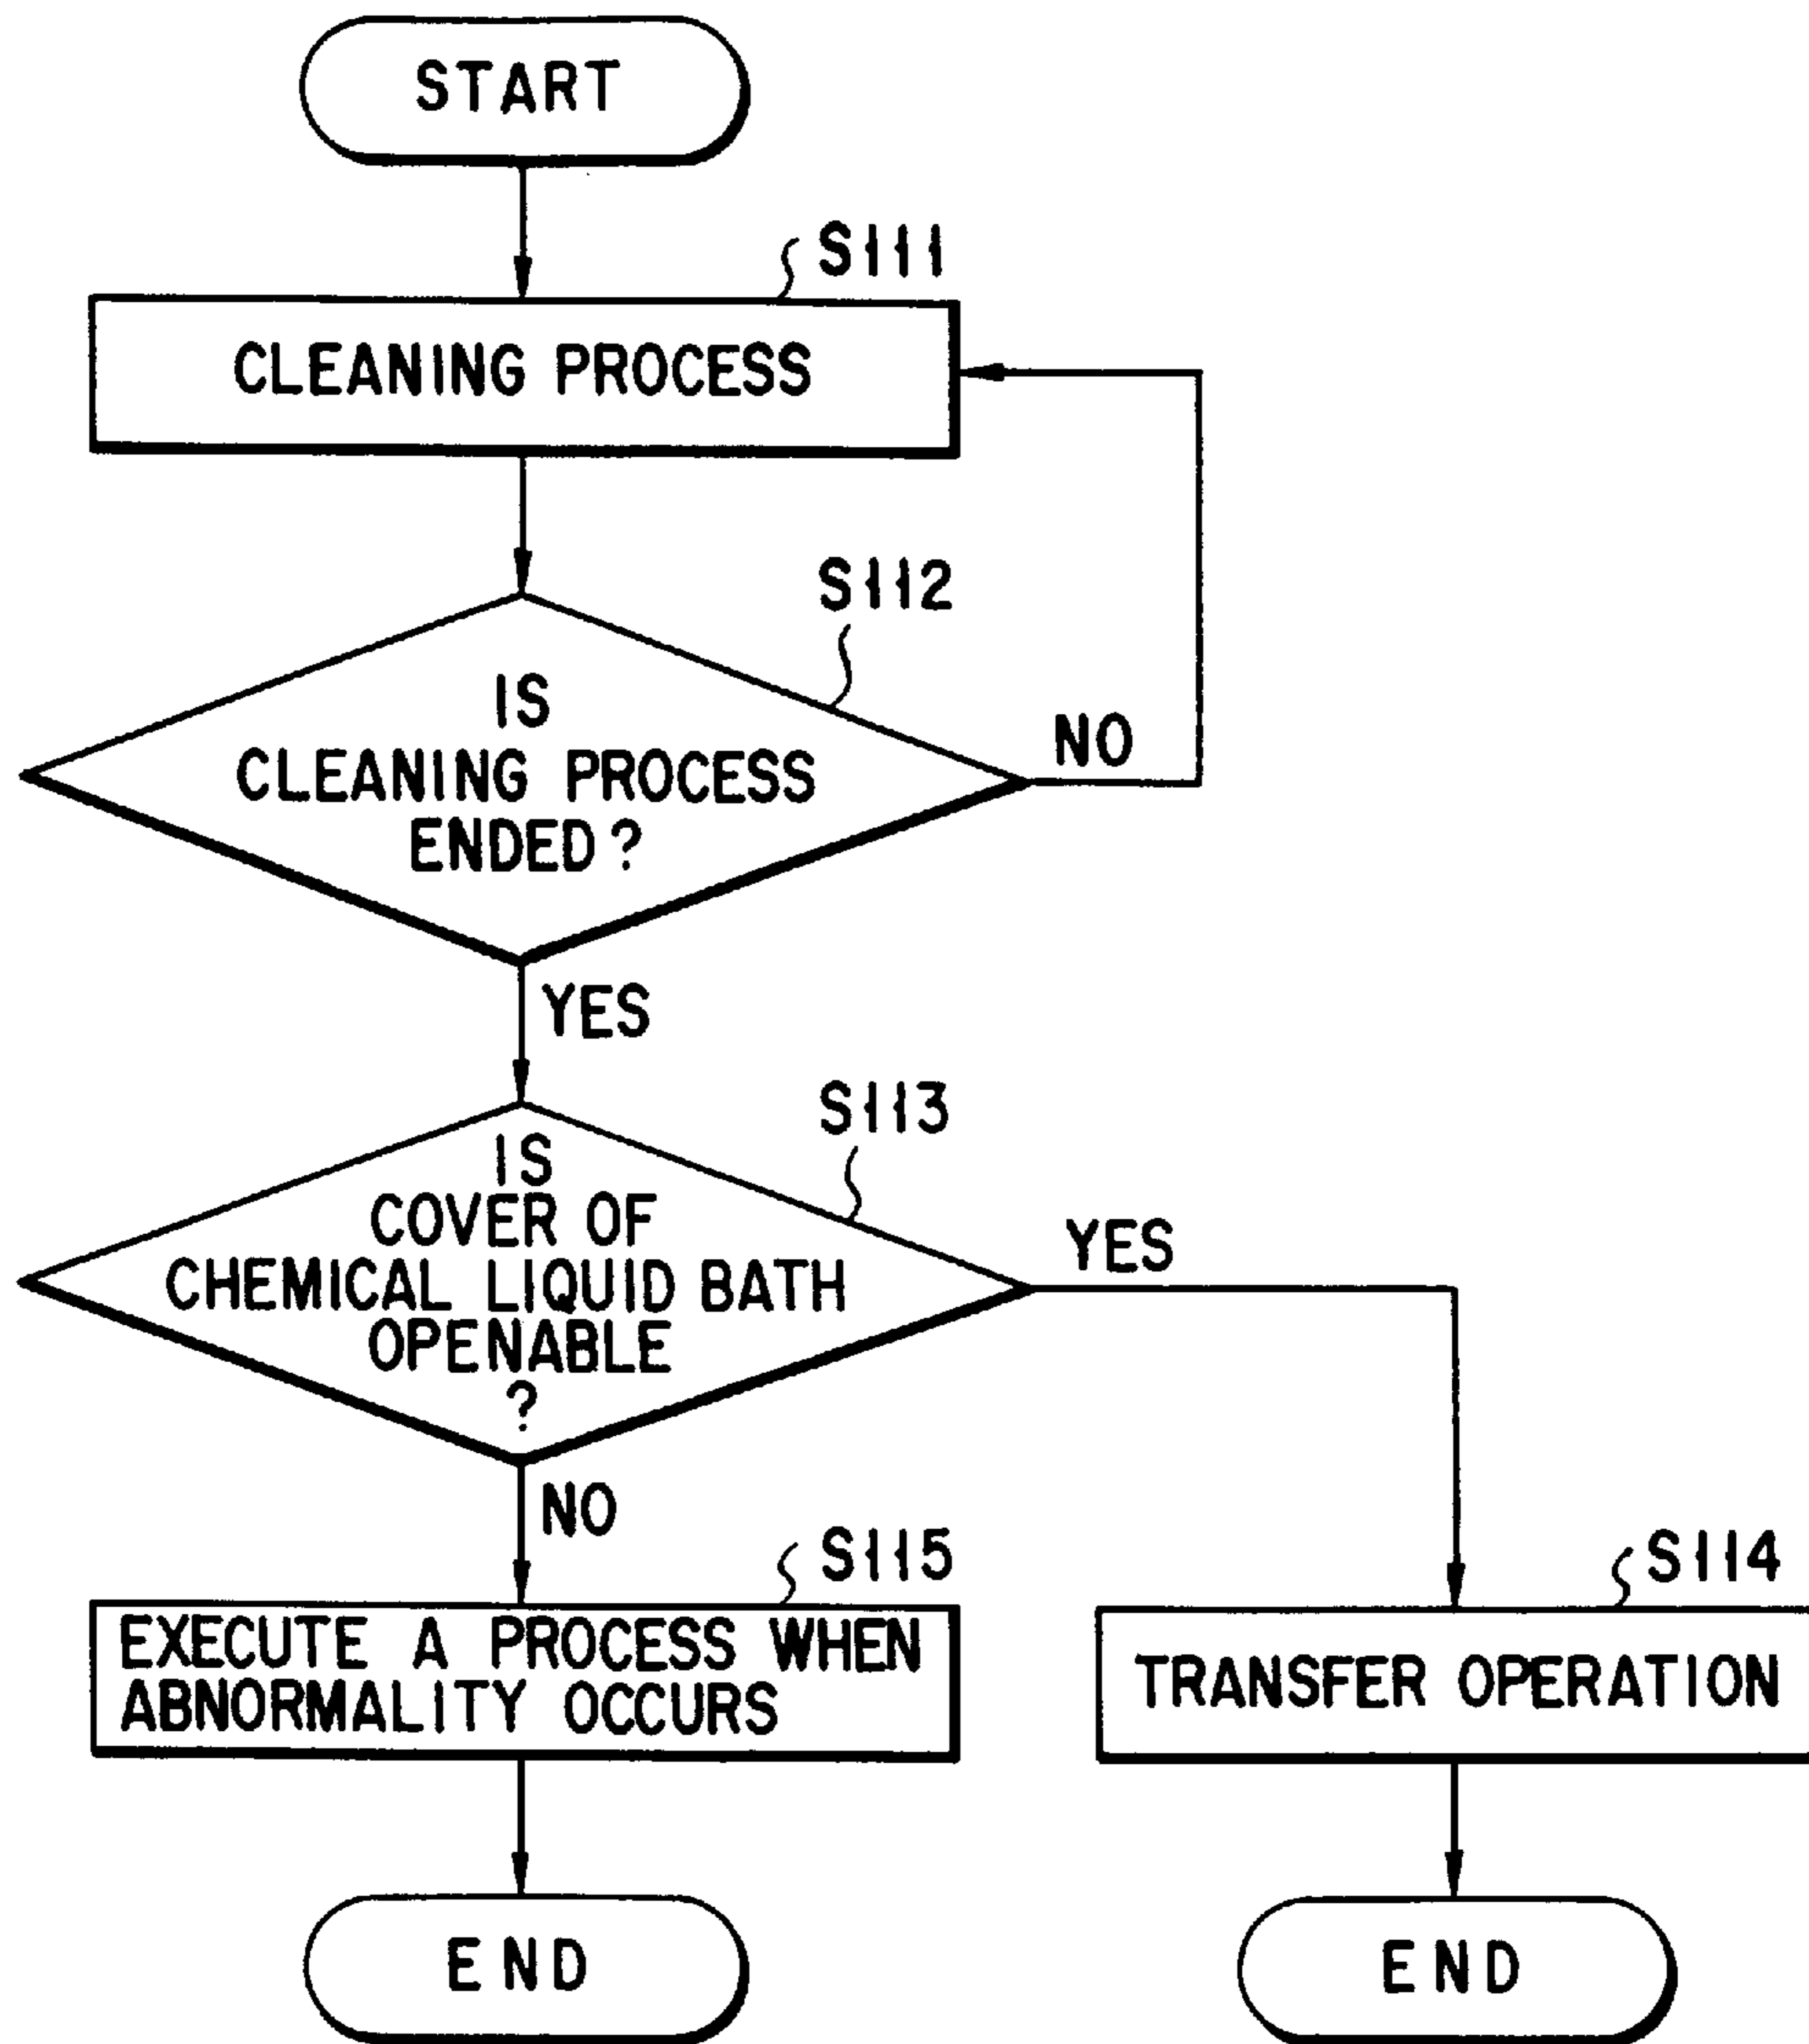 START
S111
CLEANING PROCESS
S112
IS
CLEANING PROCESS
ENDED?
NO
YES
S113
IS
COVER OF
CHEMICAL LIQUID BATH
OPENABLE
?
YES
NO
S115
EXECUTE A PROCESS WHEN
ABNORMALITY OCCURS
S114
TRANSFER OPERATION
END
END